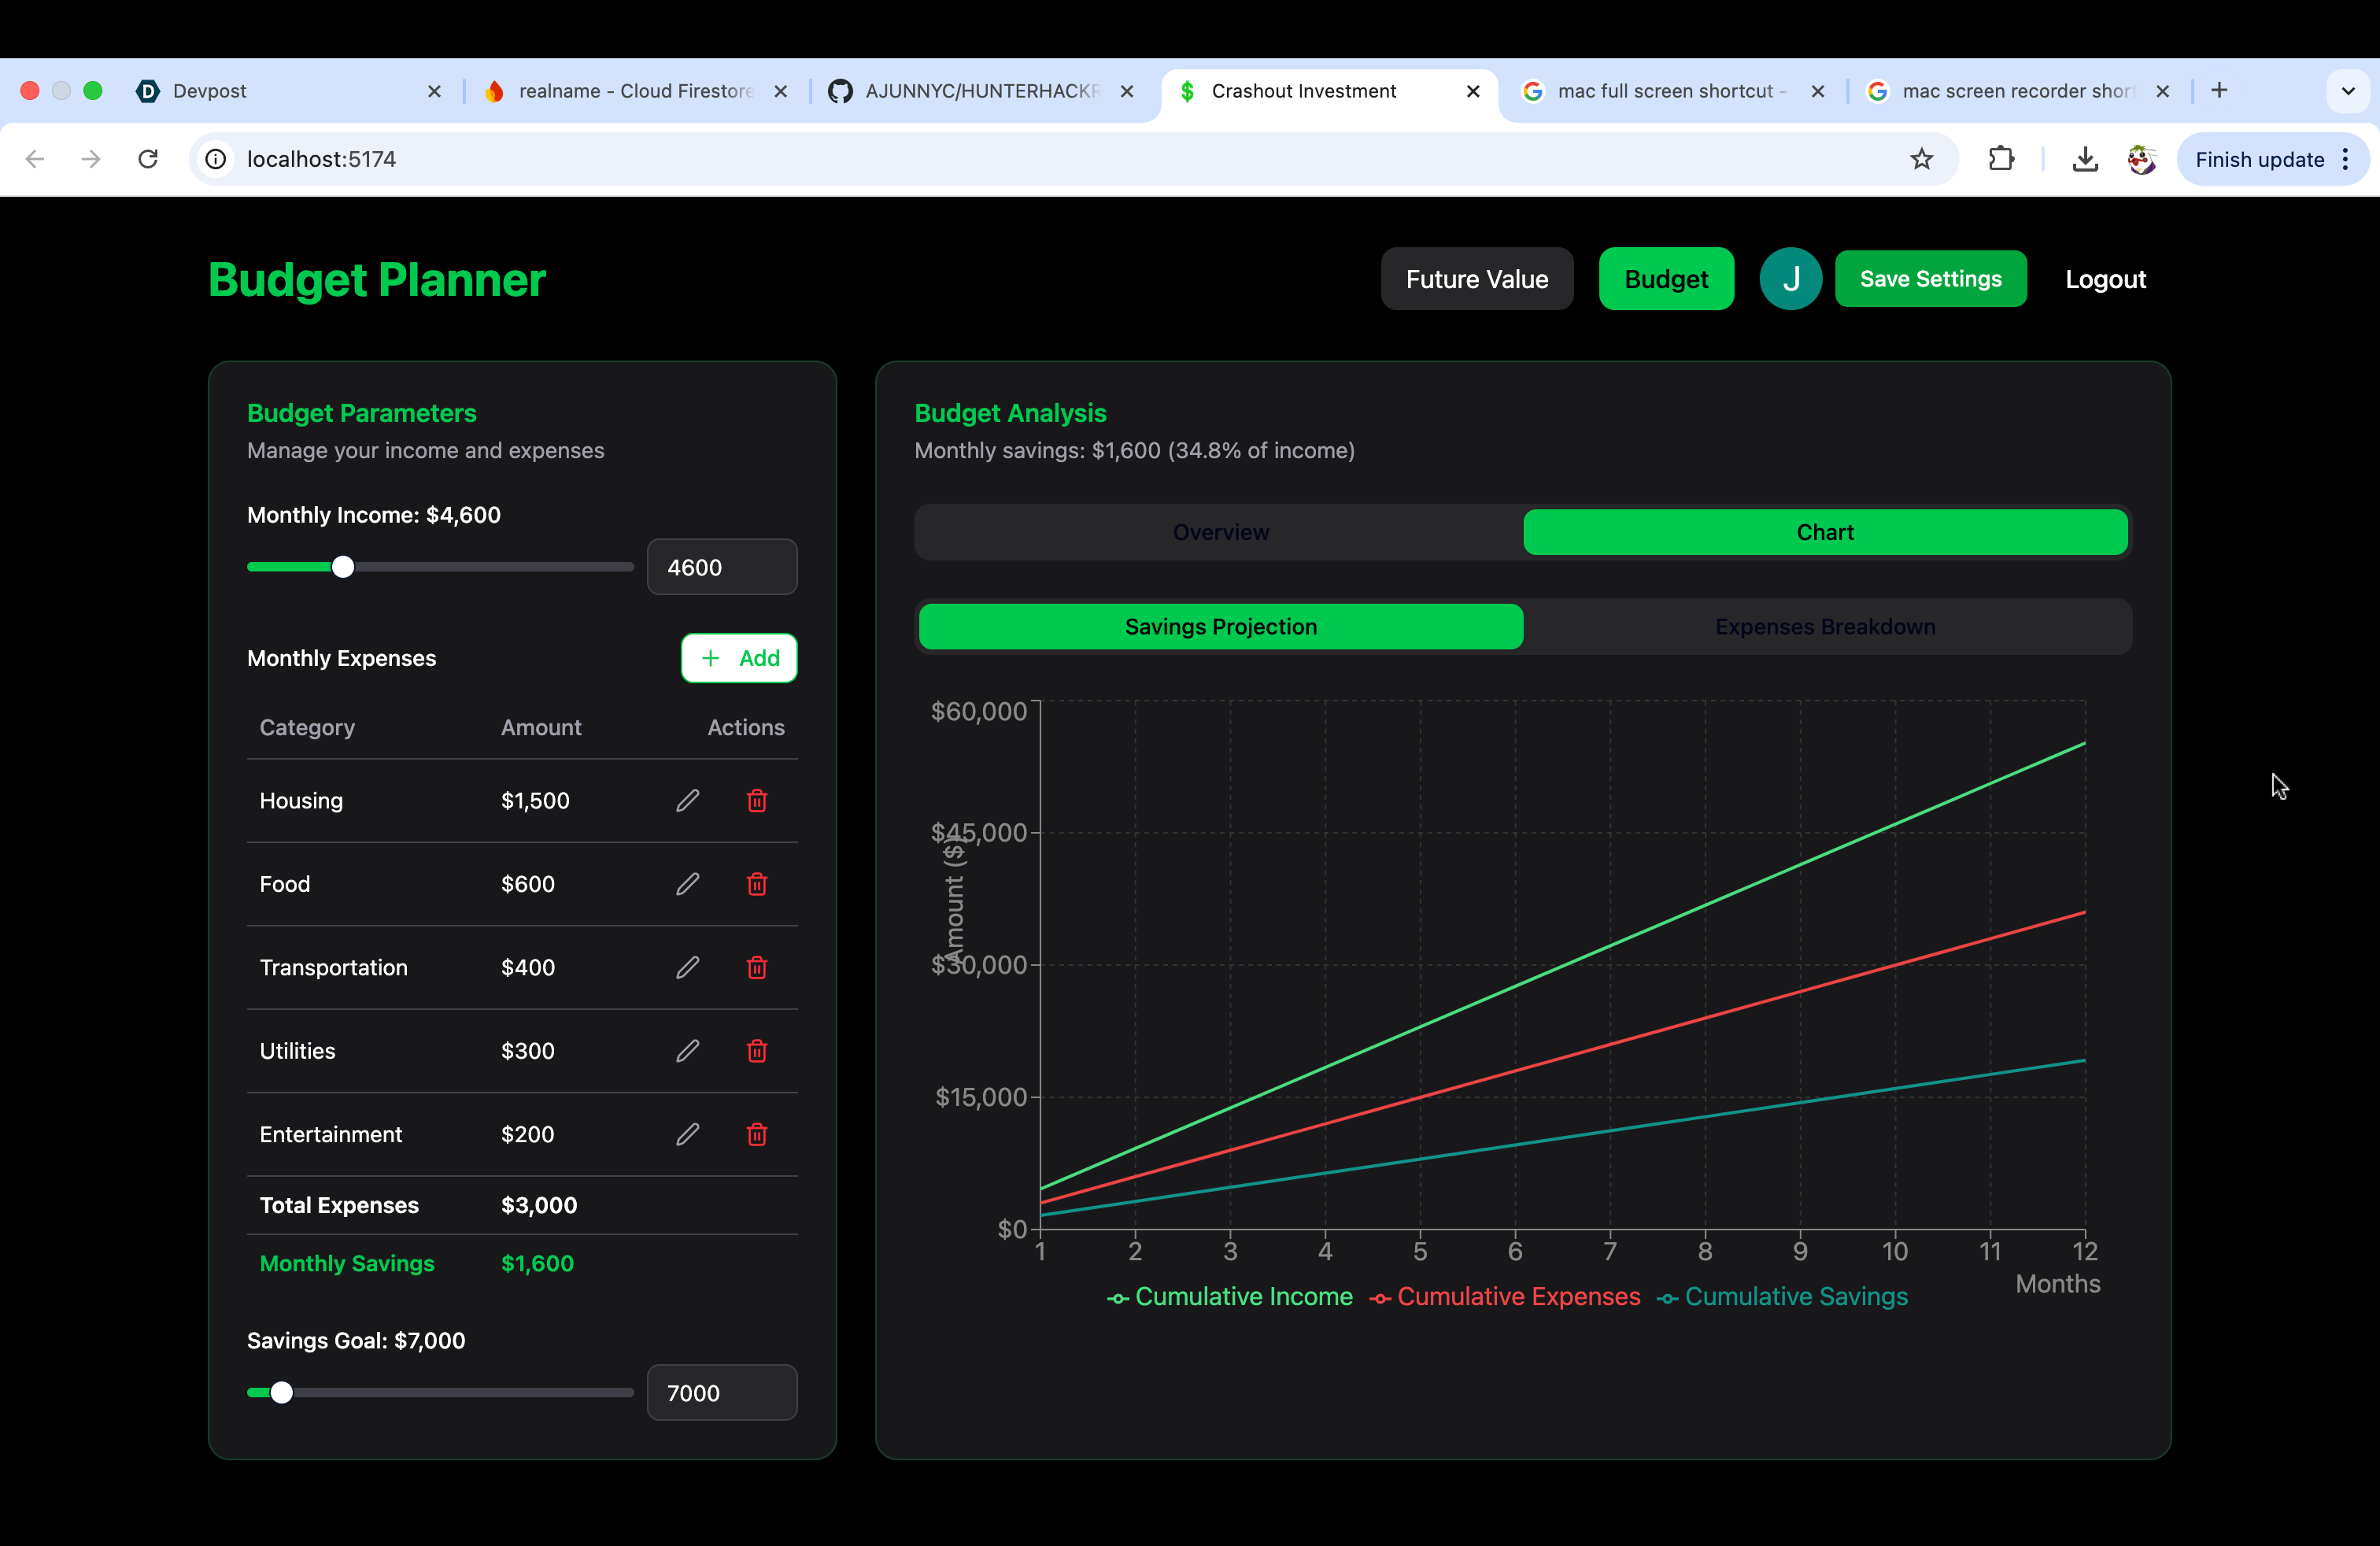 Devpost
realname - Cloud Firestore
AJUNNYC/HUNTERHACK
Crashout Investment
mac full screen shortcut -
mac screen recorder shor
localhost:5174
Finish update
Budget Planner
Future Value
Budget
J
Save Settings
Logout
Budget Parameters
Manage your income and expenses
Monthly Income: $4,600
4600
Monthly Expenses
+ Add
Category Amount Actions
Housing $1,500
Food $600
Transportation $400
Utilities $300
Entertainment $200
Total Expenses $3,000
Monthly Savings $1,600
Savings Goal: $7,000
7000
Budget Analysis
Monthly savings: $1,600 (34.8% of income)
Overview
Chart
Savings Projection
Expenses Breakdown
$60,000
$45,000
$30,000
$15,000
$0
Amount ($)
1 2 3 4 5 6 7 8 9 10 11 12
Months
Cumulative Income Cumulative Expenses Cumulative Savings